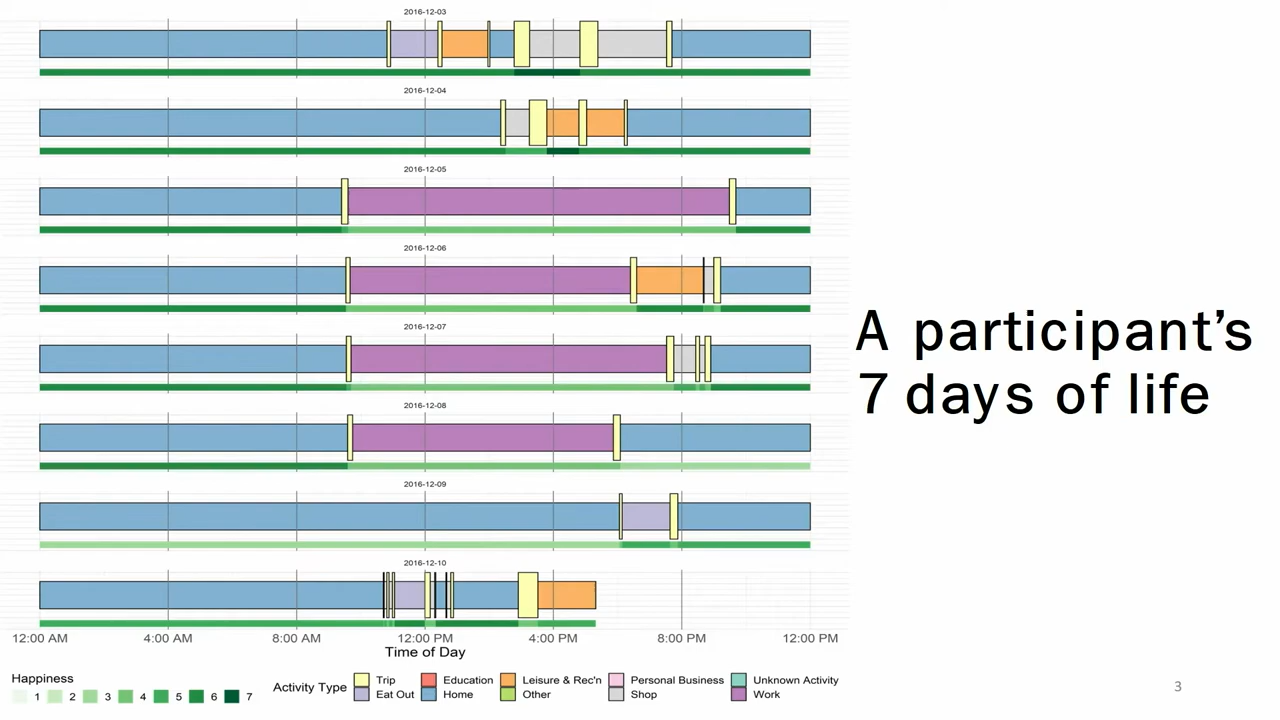 2016-12-03
2016-12-04
2016-12-05
2016-12-06
2016-12-07
2016-12-08
2016-12-09
2016-12-10
12:00 AM 4:00 AM 8:00 AM 12:00 PM 4:00 PM 8:00 PM 12:00 PM
Time of Day
Happiness
1 2 3 4 5 6 7
Activity Type
Trip Education Leisure & Rec'n Personal Business Unknown Activity
Eat Out Home Other Shop Work
A participant’s
7 days of life
3